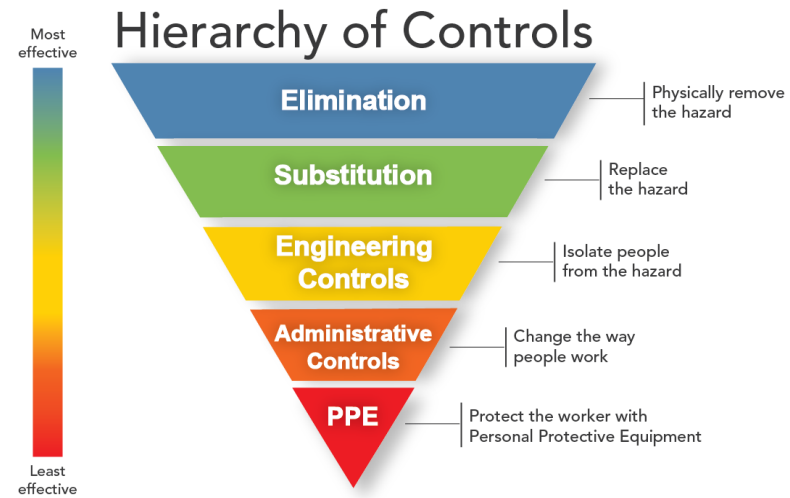 Hierarchy of Controls
Most
effective
Elimination
Physically remove
the hazard
Substitution
Replace
the hazard
Engineering
Controls
Isolate people
from the hazard
Administrative
Controls
Change the way
people work
PPE
Protect the worker with
Personal Protective Equipment
Least
effective